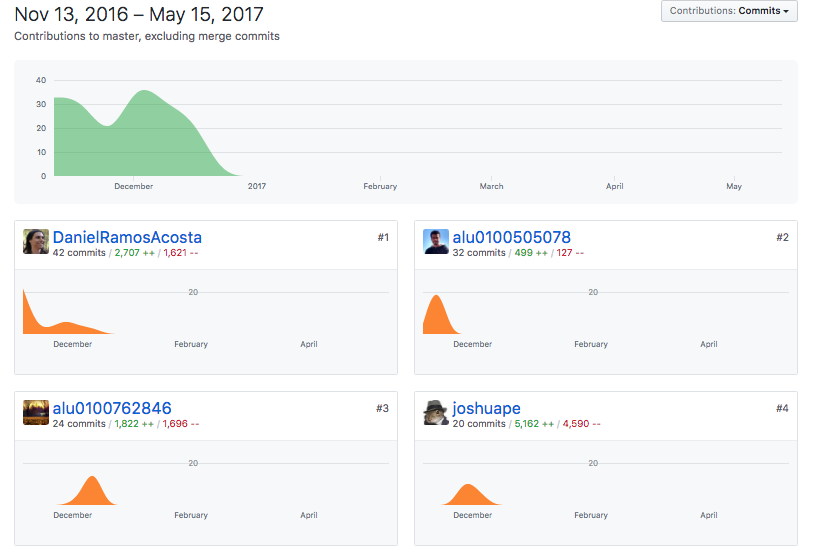 Nov 13, 2016 – May 15, 2017
Contributions: Commits
Contributions to master, excluding merge commits
40
30
20
10
0
December 2017 February March April May
DanielRamosAcosta #1
42 commits / 2,707 ++ / 1,621 --
20
December February April
alu0100505078 #2
32 commits / 499 ++ / 127 --
20
December February April
alu0100762846 #3
24 commits / 1,822 ++ / 1,696 --
20
December February April
joshuape #4
20 commits / 5,162 ++ / 4,590 --
20
December February April